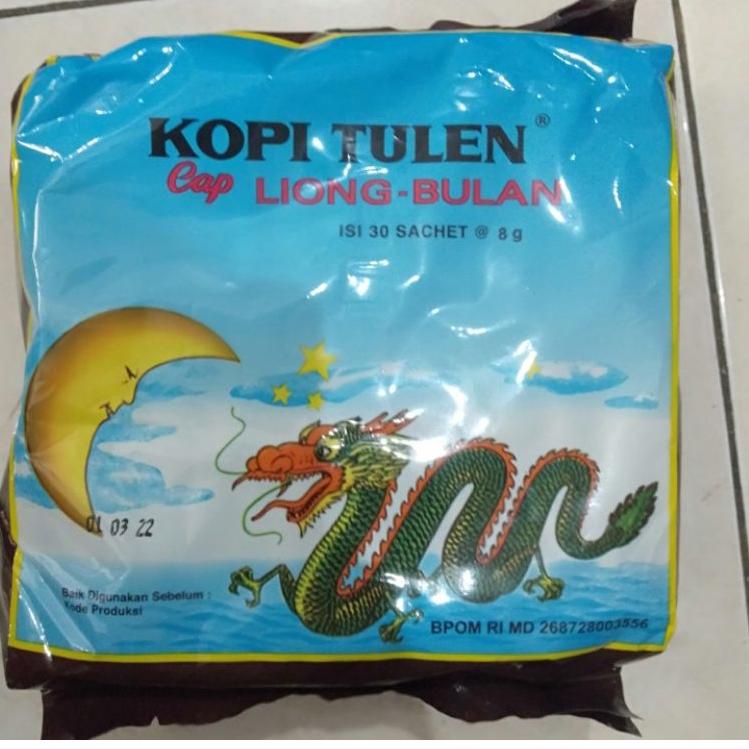 KOPI TULEN ®
Cap LIONG-BULAN
ISI 30 SACHET @ 8 g
01 03 22
Baik Digunakan Sebelum :
Kode Produksi
BPOM RI MD 268728003556